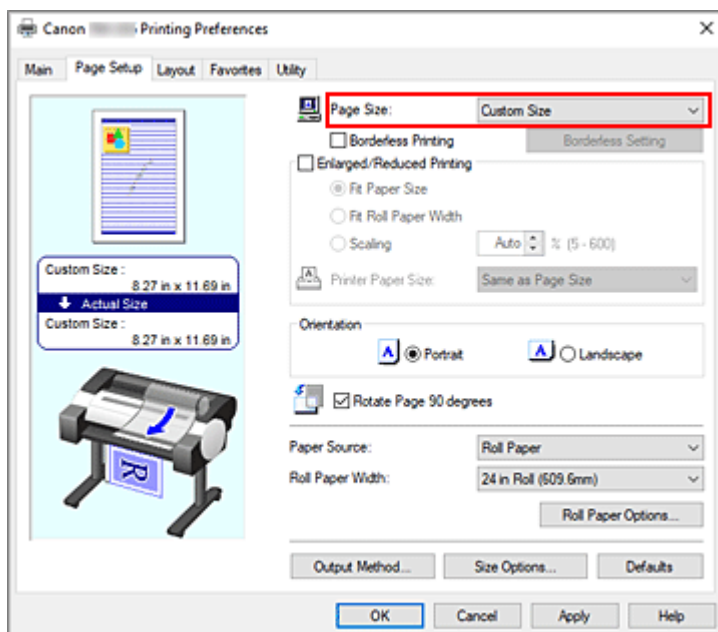 Canon Printing Preferences
Main Page Setup Layout Favorites Utility
Page Size: Custom Size
Borderless Printing Borderless Setting
Enlarged/Reduced Printing
Fit Paper Size
Fit Roll Paper Width
Scaling Auto % (5 - 600)
Printer Paper Size: Same as Page Size
Custom Size :
8.27 in x 11.69 in
Actual Size
Custom Size :
8.27 in x 11.69 in
Orientation
A Portrait A Landscape
Rotate Page 90 degrees
R
Paper Source: Roll Paper
Roll Paper Width: 24 in Roll (609.6mm)
Roll Paper Options...
Output Method... Size Options... Defaults
OK Cancel Apply Help